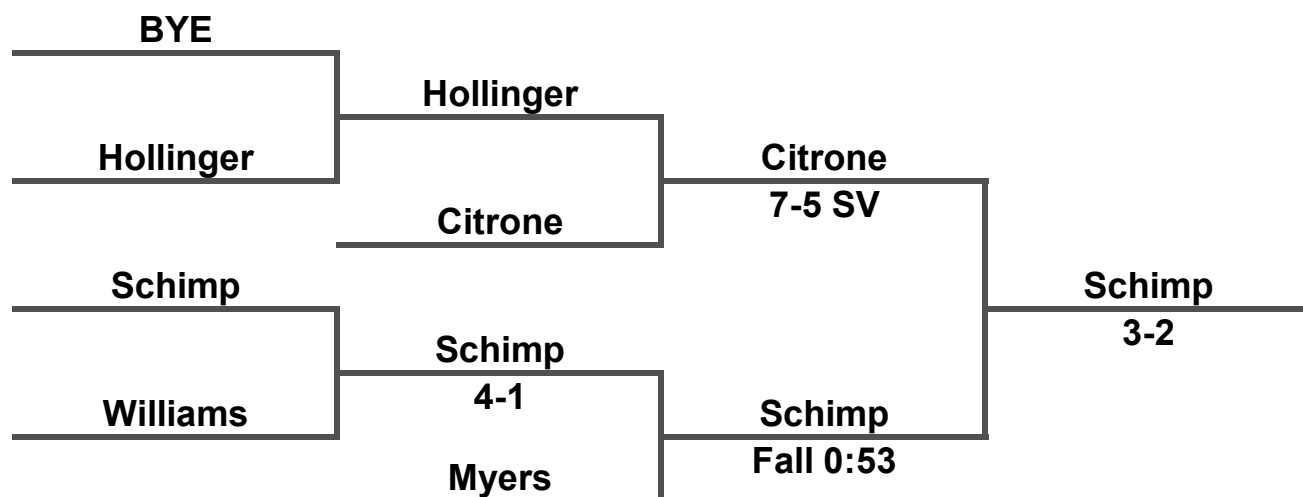 BYE
Hollinger
Hollinger
Citrone
7-5 SV
Citrone
Schimp
Schimp
3-2
Schimp
4-1
Williams
Schimp
Fall 0:53
Myers